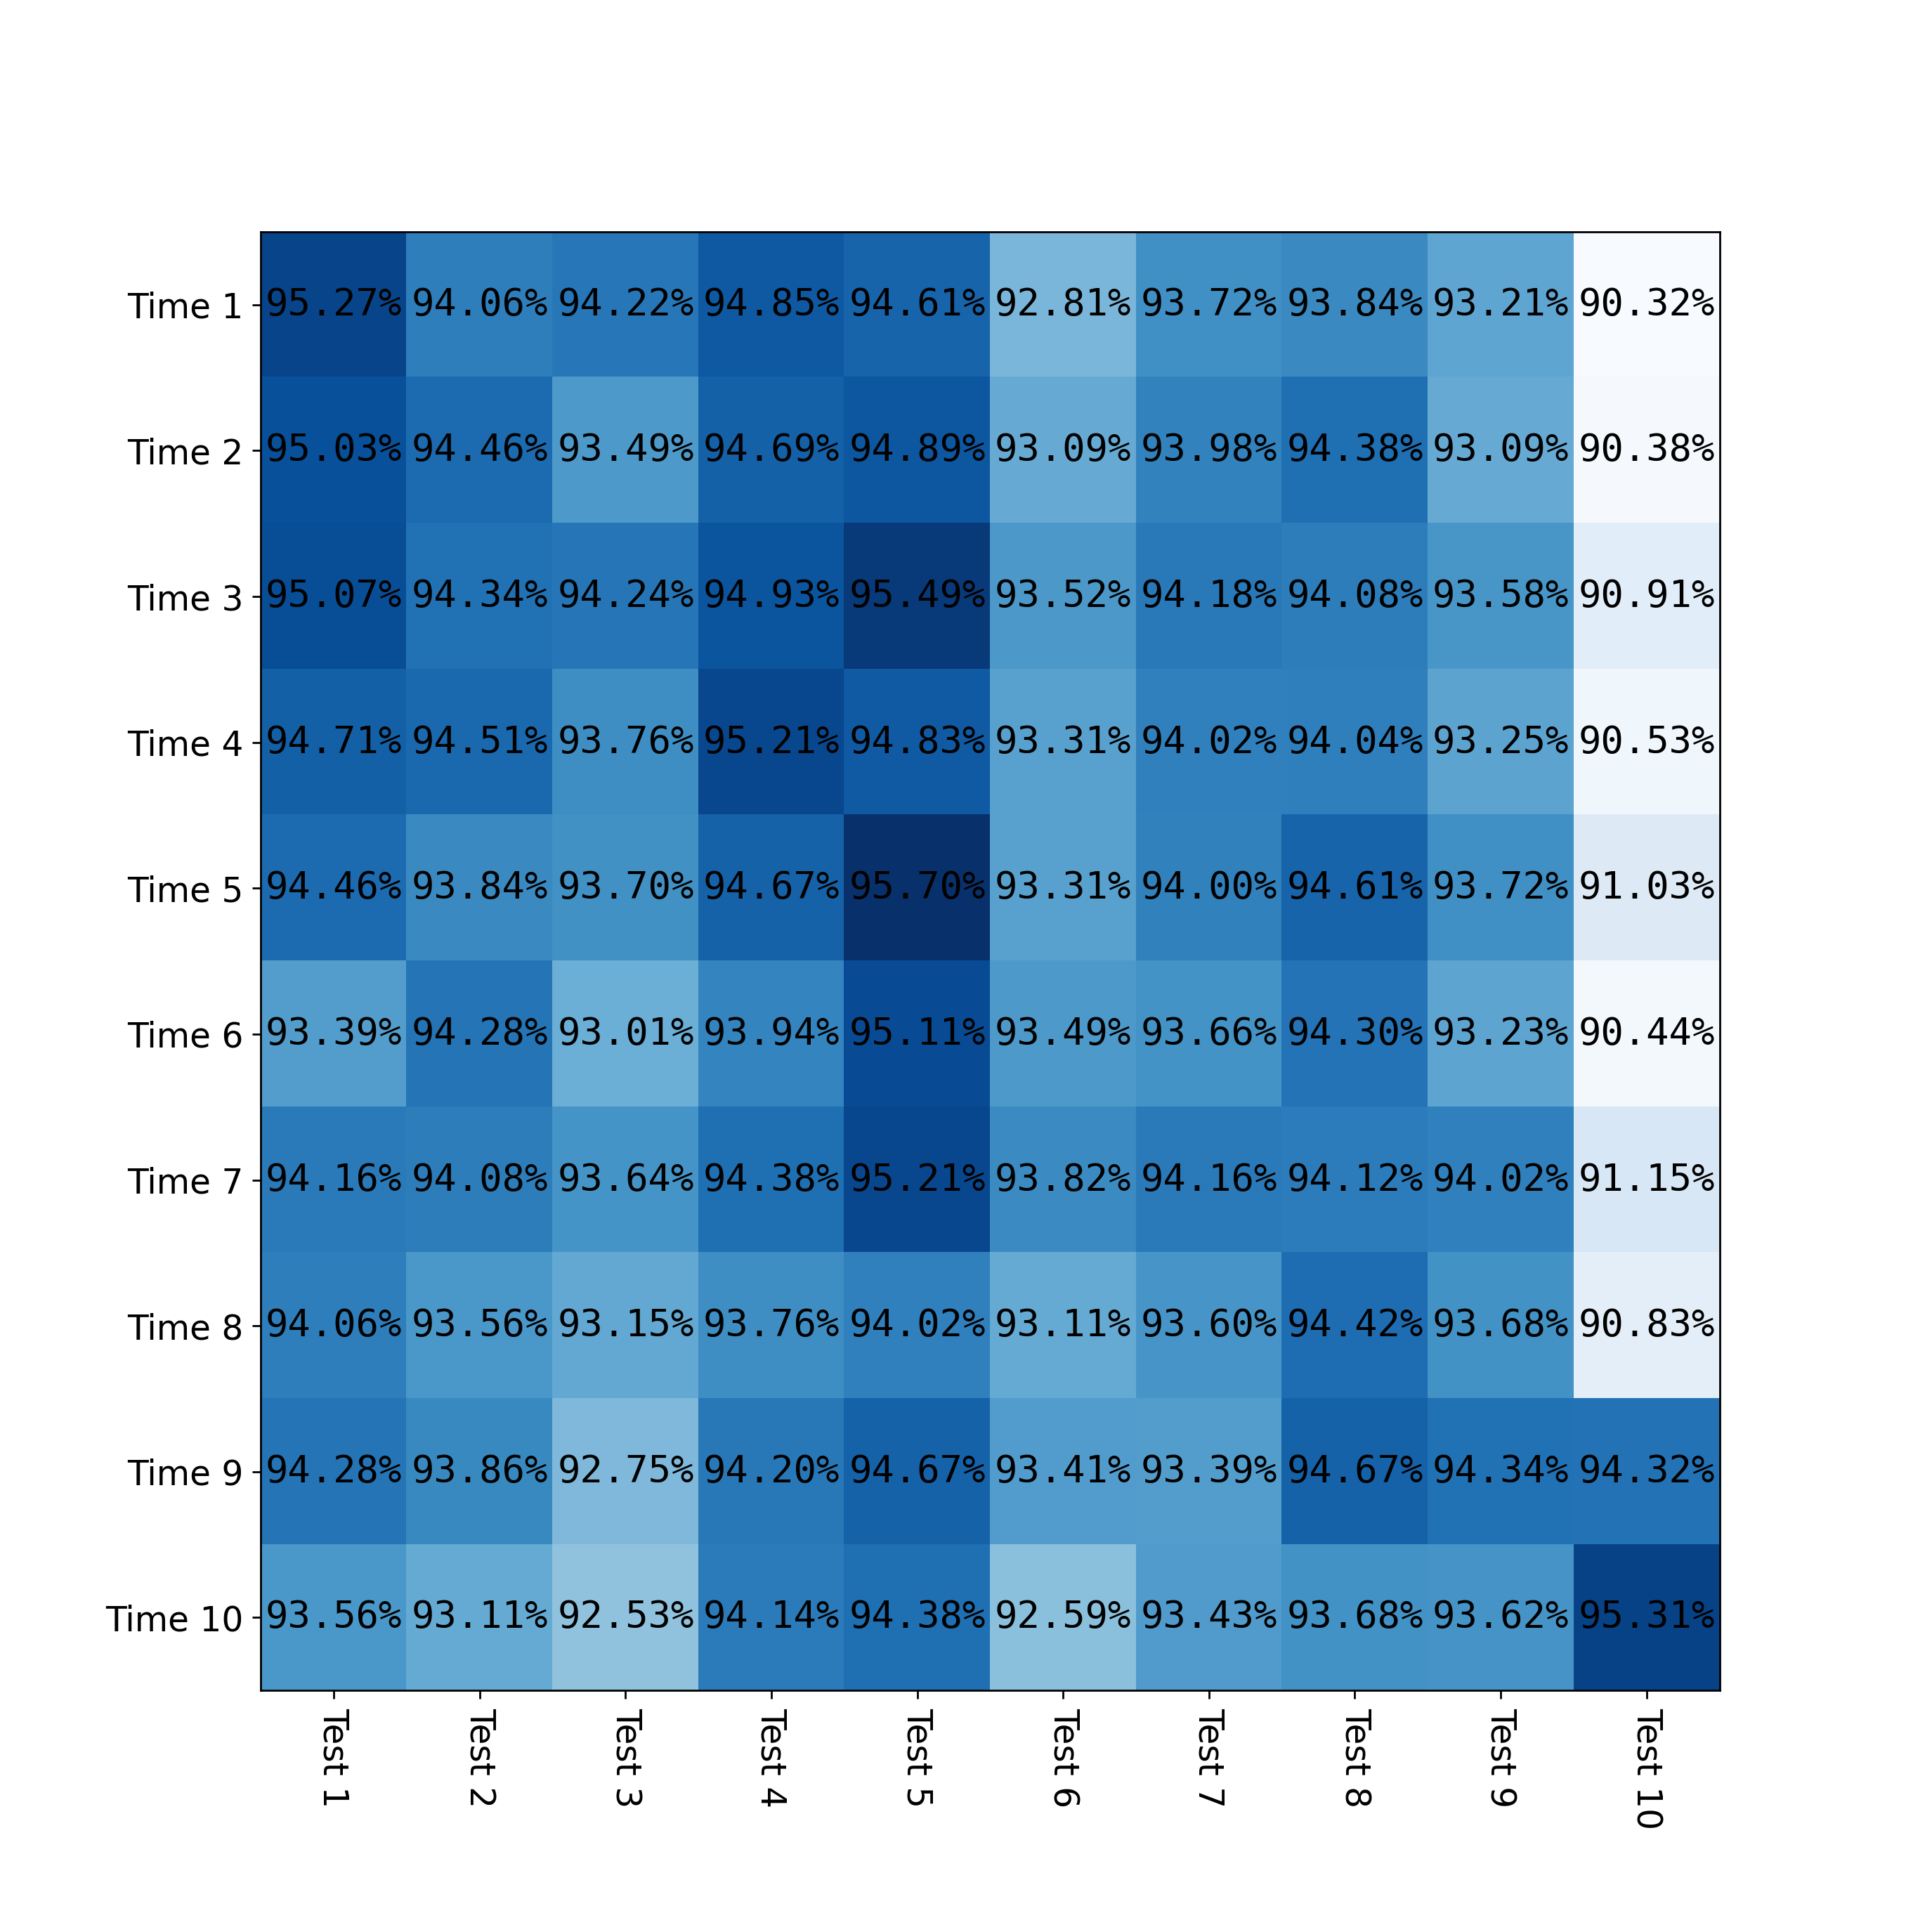 Time 1 95.27% 94.06% 94.22% 94.85% 94.61% 92.81% 93.72% 93.84% 93.21% 90.32%
Time 2 95.03% 94.46% 93.49% 94.69% 94.89% 93.09% 93.98% 94.38% 93.09% 90.38%
Time 3 95.07% 94.34% 94.24% 94.93% 95.49% 93.52% 94.18% 94.08% 93.58% 90.91%
Time 4 94.71% 94.51% 93.76% 95.21% 94.83% 93.31% 94.02% 94.04% 93.25% 90.53%
Time 5 94.46% 93.84% 93.70% 94.67% 95.70% 93.31% 94.00% 94.61% 93.72% 91.03%
Time 6 93.39% 94.28% 93.01% 93.94% 95.11% 93.49% 93.66% 94.30% 93.23% 90.44%
Time 7 94.16% 94.08% 93.64% 94.38% 95.21% 93.82% 94.16% 94.12% 94.02% 91.15%
Time 8 94.06% 93.56% 93.15% 93.76% 94.02% 93.11% 93.60% 94.42% 93.68% 90.83%
Time 9 94.28% 93.86% 92.75% 94.20% 94.67% 93.41% 93.39% 94.67% 94.34% 94.32%
Time 10 93.56% 93.11% 92.53% 94.14% 94.38% 92.59% 93.43% 93.68% 93.62% 95.31%
Test 1 Test 2 Test 3 Test 4 Test 5 Test 6 Test 7 Test 8 Test 9 Test 10